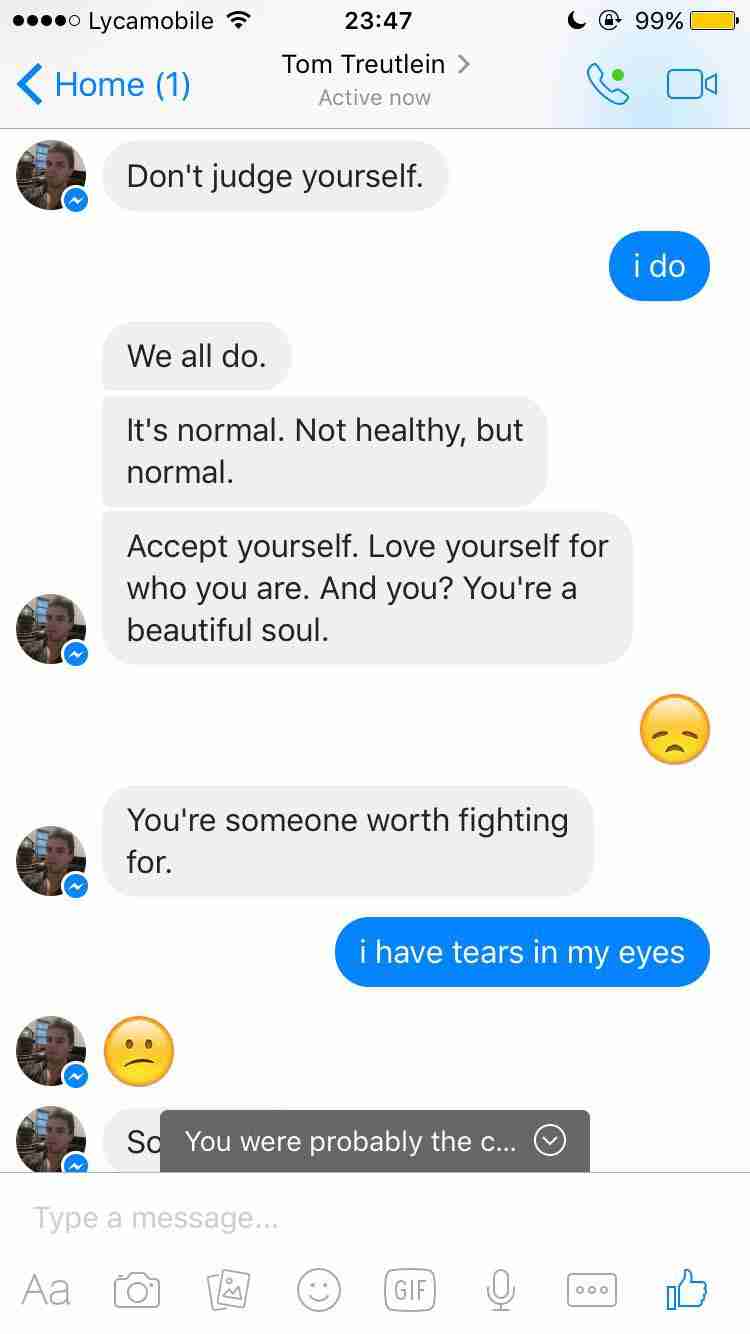 Lycamobile 23:47 99%
Home (1) Tom Treutlein
Active now
Don't judge yourself.
i do
We all do.
It's normal. Not healthy, but
normal.
Accept yourself. Love yourself for
who you are. And you? You're a
beautiful soul.
You're someone worth fighting
for.
i have tears in my eyes
You were probably the c...
Type a message...
Aa GIF